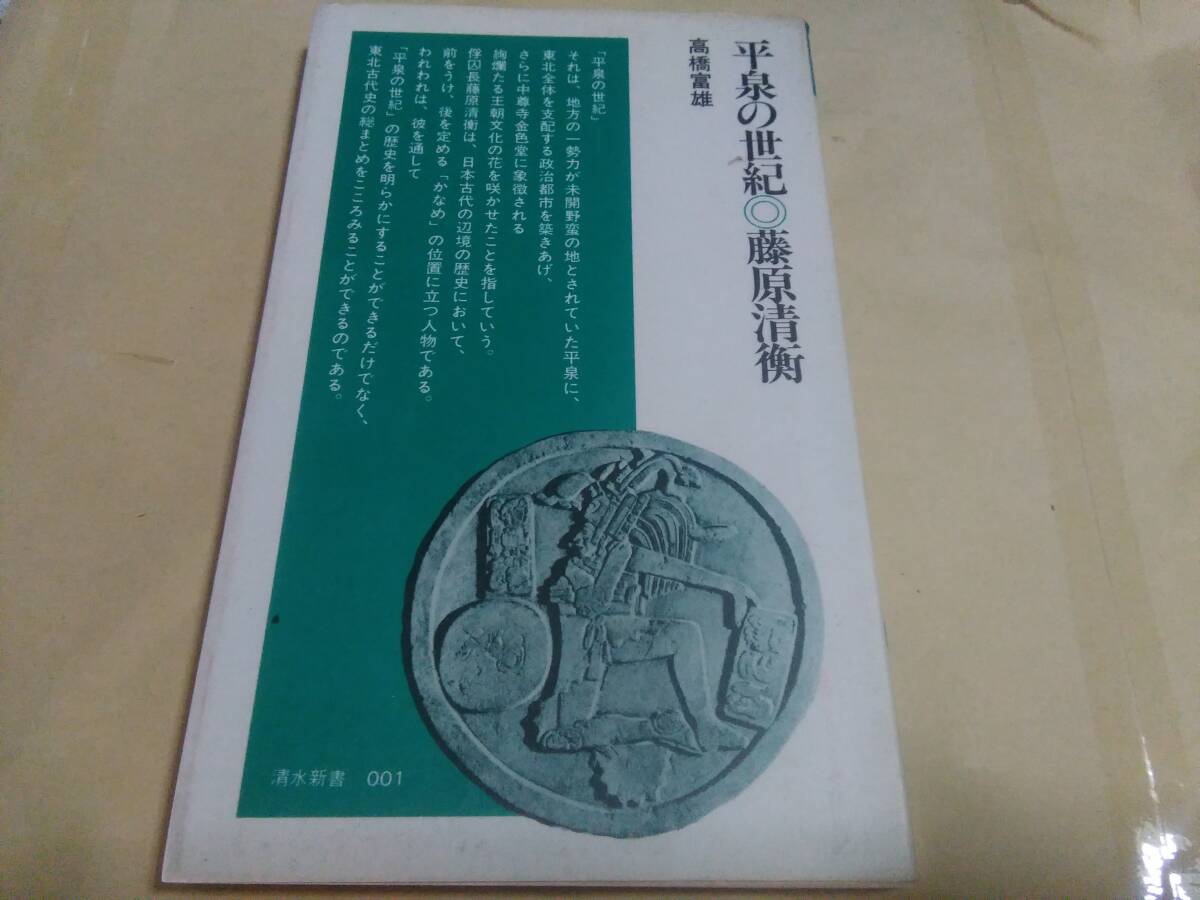 平泉の世紀◎藤原清衡
高橋富雄
「平泉の世紀」
それは、地方の一勢力が未開野蛮の地とされていた平泉に、
東北全体を支配する政治都市を築きあげ、
さらに中尊寺金色堂に象徴される
絢爛たる王朝文化の花を咲かせたことを指していう。
俘囚長藤原清衡は、日本古代の辺境の歴史において、
前をうけ、後を定める「かなめ」の位置に立つ人物である。
われわれは、彼を通して
「平泉の世紀」の歴史を明らかにすることができるだけでなく、
東北古代史の総まとめをこころみることができるのである。
清水新書 001